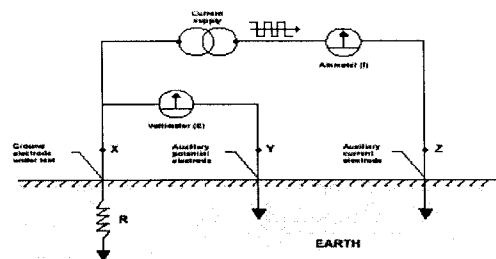 Current
supply
Ammeter (I)
Voltmeter (E)
Ground
electrode
under test
X
Auxiliary
potential
electrode
Y
Auxiliary current
electrode
Z
R
EARTH